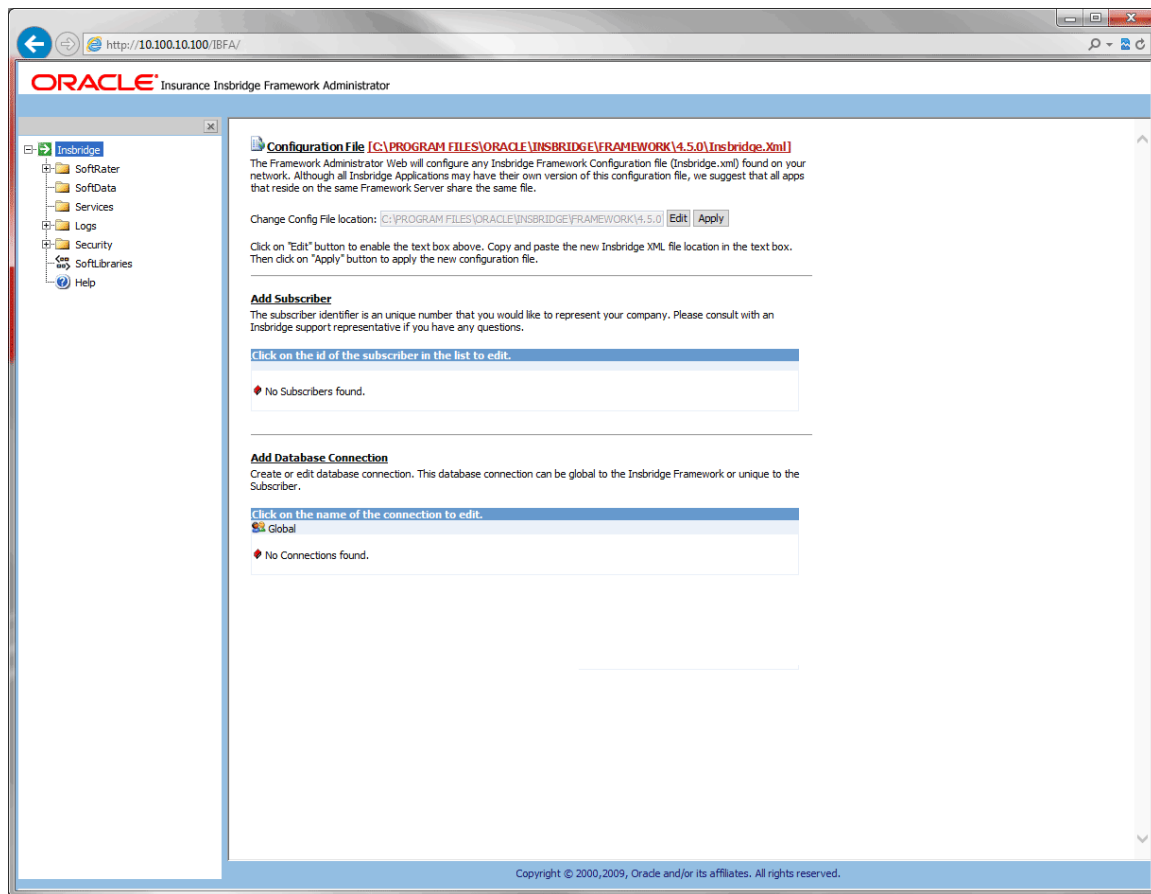 http://10.100.10.100/IBFA/
ORACLE® Insurance Insbridge Framework Administrator
Insbridge
SoftRater
SoftData
Services
Logs
Security
SoftLibraries
Help
Configuration File [C:\PROGRAM FILES\ORACLE\INSBRIDGE\FRAMEWORK\4.5.0\Insbridge.Xml]
The Framework Administrator Web will configure any Insbridge Framework Configuration file (Insbridge.xml) found on your
network. Although all Insbridge Applications may have their own version of this configuration file, we suggest that all apps
that reside on the same Framework Server share the same file.
Change Config File location: C:\PROGRAM FILES\ORACLE\INSBRIDGE\FRAMEWORK\4.5.0 Edit Apply
Click on "Edit" button to enable the text box above. Copy and paste the new Insbridge XML file location in the text box.
Then click on "Apply" button to apply the new configuration file.
Add Subscriber
The subscriber identifier is an unique number that you would like to represent your company. Please consult with an
Insbridge support representative if you have any questions.
Click on the id of the subscriber in the list to edit.
No Subscribers found.
Add Database Connection
Create or edit database connection. This database connection can be global to the Insbridge Framework or unique to the
Subscriber.
Click on the name of the connection to edit.
Global
No Connections found.
Copyright © 2000,2009, Oracle and/or its affiliates. All rights reserved.